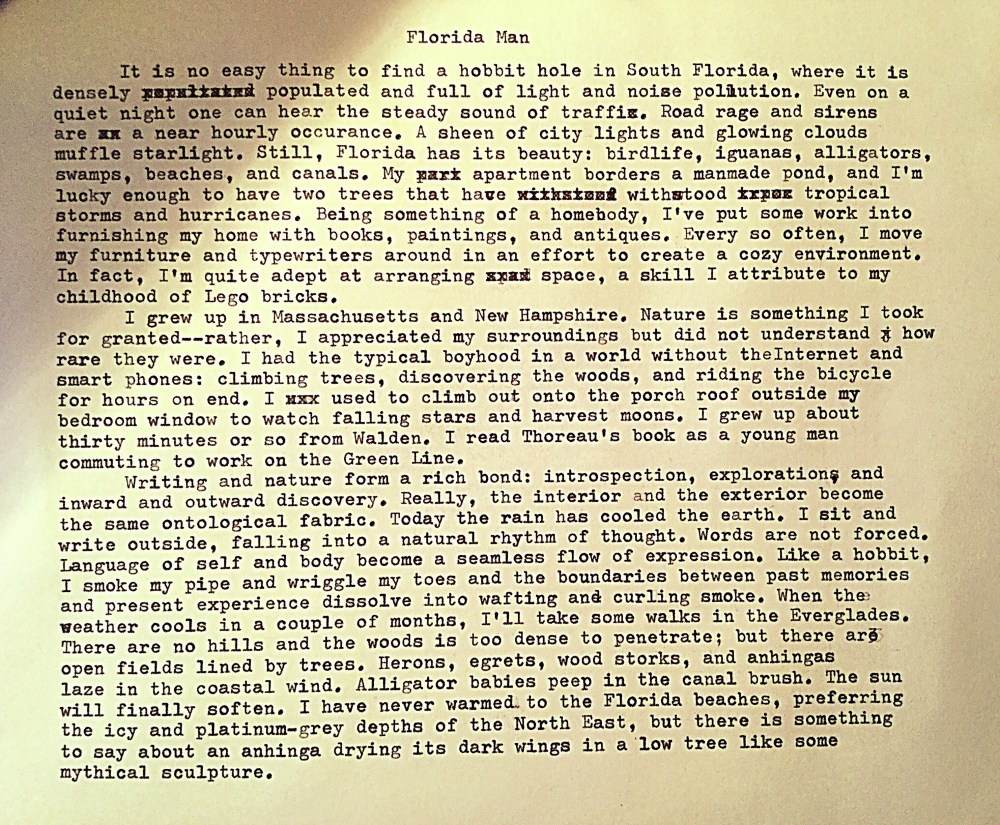 Florida Man
It is no easy thing to find a hobbit hole in South Florida, where it is
densely populated and full of light and noise pollution. Even on a
quiet night one can hear the steady sound of traffix. Road rage and sirens
are a near hourly occurance. A sheen of city lights and glowing clouds
muffle starlight. Still, Florida has its beauty: birdlife, iguanas, alligators,
swamps, beaches, and canals. My apartment borders a manmade pond, and I'm
lucky enough to have two trees that have withstood tropical
storms and hurricanes. Being something of a homebody, I've put some work into
furnishing my home with books, paintings, and antiques. Every so often, I move
my furniture and typewriters around in an effort to create a cozy environment.
In fact, I'm quite adept at arranging space, a skill I attribute to my
childhood of Lego bricks.
I grew up in Massachusetts and New Hampshire. Nature is something I took
for granted--rather, I appreciated my surroundings but did not understand how
rare they were. I had the typical boyhood in a world without theInternet and
smart phones: climbing trees, discovering the woods, and riding the bicycle
for hours on end. I used to climb out onto the porch roof outside my
bedroom window to watch falling stars and harvest moons. I grew up about
thirty minutes or so from Walden. I read Thoreau's book as a young man
commuting to work on the Green Line.
Writing and nature form a rich bond: introspection, exploration, and
inward and outward discovery. Really, the interior and the exterior become
the same ontological fabric. Today the rain has cooled the earth. I sit and
write outside, falling into a natural rhythm of thought. Words are not forced.
Language of self and body become a seamless flow of expression. Like a hobbit,
I smoke my pipe and wriggle my toes and the boundaries between past memories
and present experience dissolve into wafting and curling smoke. When the
weather cools in a couple of months, I'll take some walks in the Everglades.
There are no hills and the woods is too dense to penetrate; but there are
open fields lined by trees. Herons, egrets, wood storks, and anhingas
laze in the coastal wind. Alligator babies peep in the canal brush. The sun
will finally soften. I have never warmed to the Florida beaches, preferring
the icy and platinum-grey depths of the North East, but there is something
to say about an anhinga drying its dark wings in a low tree like some
mythical sculpture.